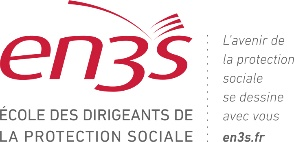 en3s
ÉCOLE DES DIRIGEANTS DE
LA PROTECTION SOCIALE
L'avenir de
la protection
sociale
se dessine
avec vous
en3s.fr